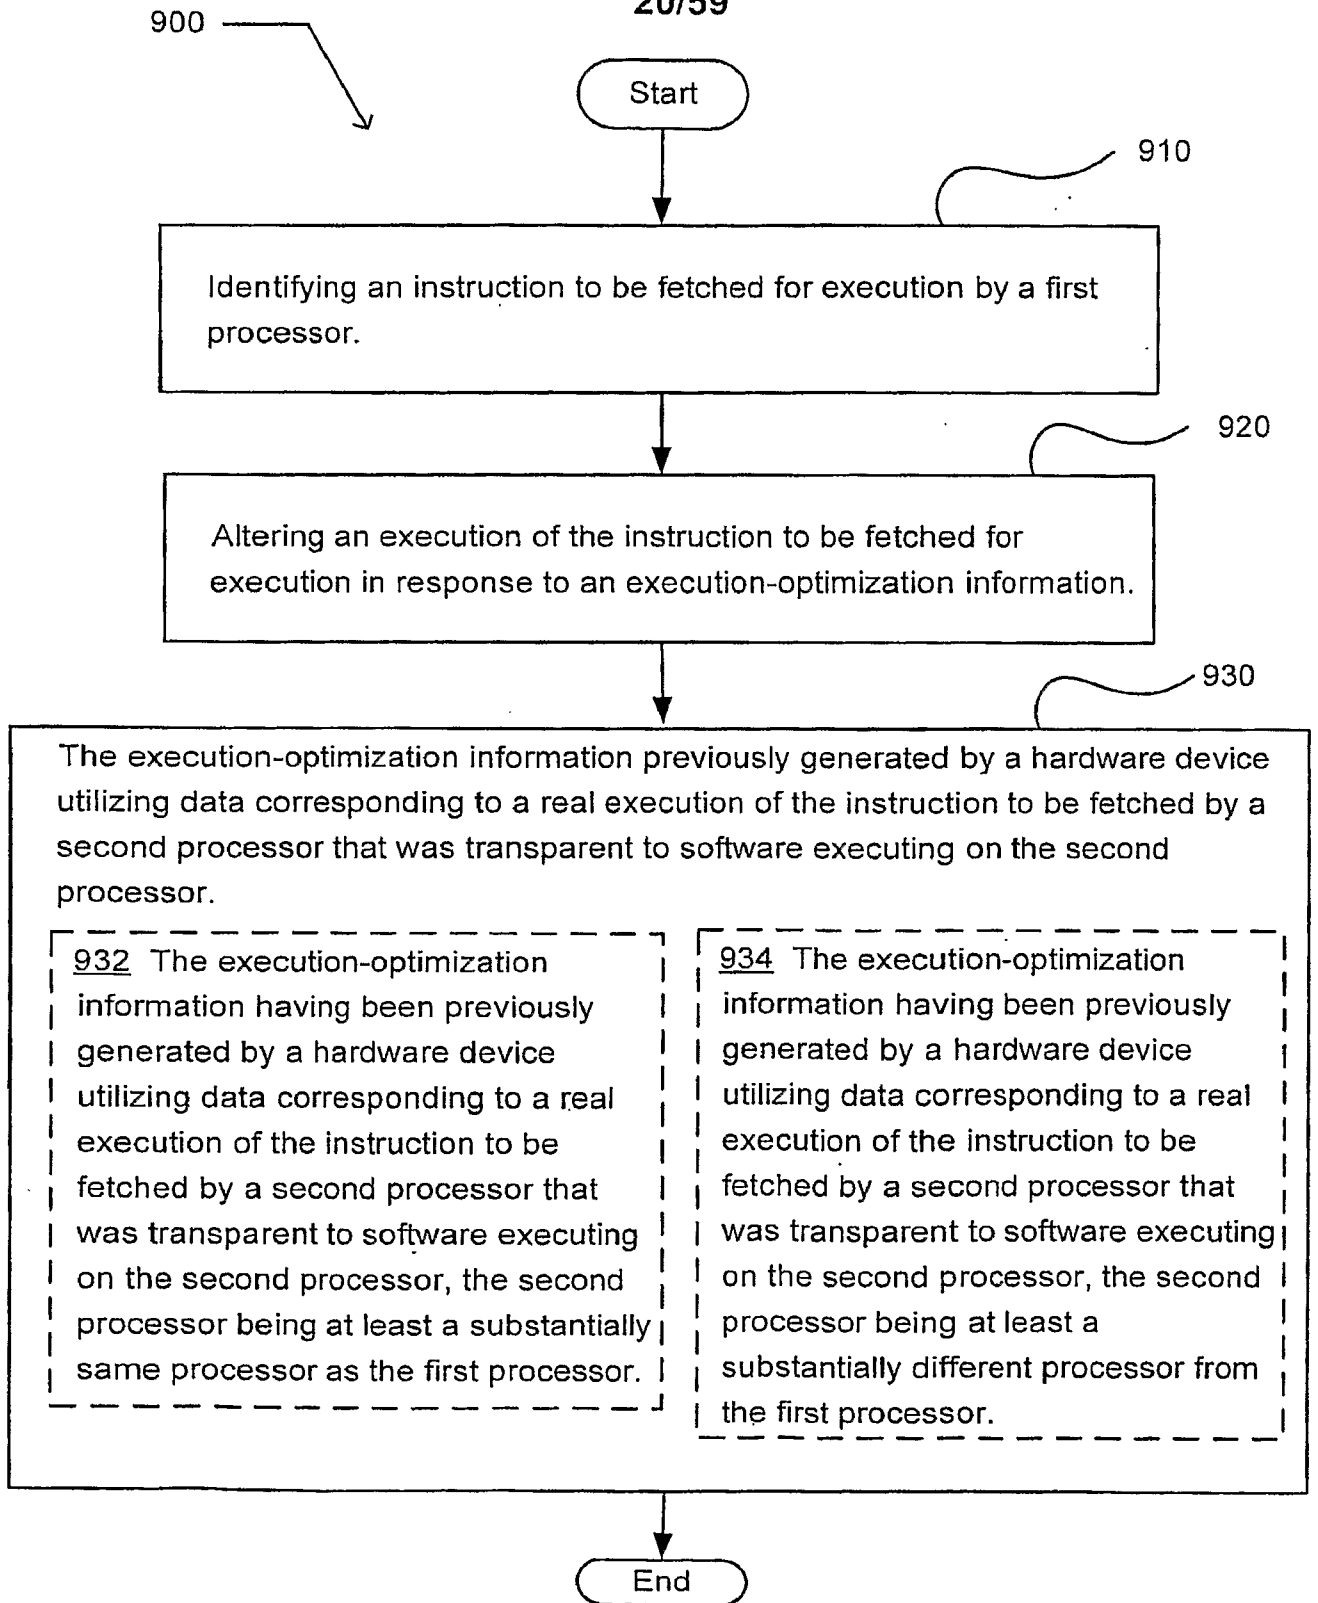 20/59
900
Start
910
Identifying an instruction to be fetched for execution by a first
processor.
920
Altering an execution of the instruction to be fetched for
execution in response to an execution-optimization information.
930
The execution-optimization information previously generated by a hardware device
utilizing data corresponding to a real execution of the instruction to be fetched by a
second processor that was transparent to software executing on the second
processor.
932 The execution-optimization
information having been previously
generated by a hardware device
utilizing data corresponding to a real
execution of the instruction to be
fetched by a second processor that
was transparent to software executing
on the second processor, the second
processor being at least a substantially
same processor as the first processor.
934 The execution-optimization
information having been previously
generated by a hardware device
utilizing data corresponding to a real
execution of the instruction to be
fetched by a second processor that
was transparent to software executing
on the second processor, the second
processor being at least a
substantially different processor from
the first processor.
End